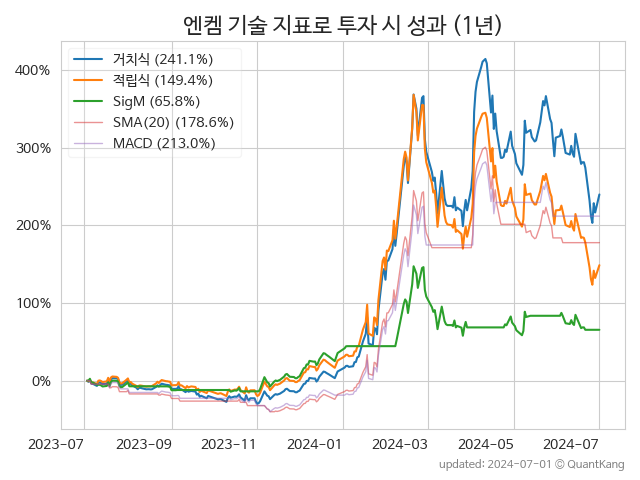 엔켐 기술 지표로 투자 시 성과 (1년)
거치식 (241.1%)
적립식 (149.4%)
SigM (65.8%)
SMA(20) (178.6%)
MACD (213.0%)
400%
300%
200%
100%
0%
2023-07 2023-09 2023-11 2024-01 2024-03 2024-05 2024-07
updated: 2024-07-01 © QuantKang